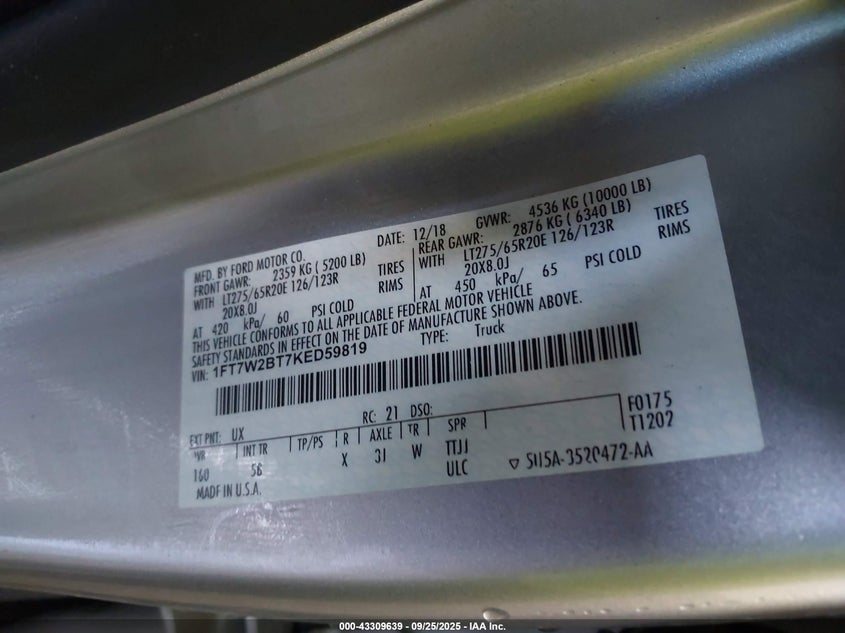 MFD. BY FORD MOTOR CO.
DATE: 12/18
GVWR: 4536 KG (10000 LB)
FRONT GAWR: 2359 KG ( 5200 LB)
REAR GAWR: 2876 KG ( 6340 LB)
WITH LT275/65R20E 126/123R TIRES
WITH LT275/65R20E 126/123R TIRES
20X8.0J RIMS
20X8.0J RIMS
AT 420 kPa/ 60 PSI COLD
AT 450 kPa/ 65 PSI COLD
THIS VEHICLE CONFORMS TO ALL APPLICABLE FEDERAL MOTOR VEHICLE
SAFETY STANDARDS IN EFFECT ON THE DATE OF MANUFACTURE SHOWN ABOVE.
VIN: 1FT7W2BT7KED59819
TYPE: Truck
F0175
T1202
RC: 21 DSO:
EXT PNT: UX
WR INT TR TP/PS R AXLE TR SPR
160 5B X 31 W TTJJ
ULC
MADE IN U.S.A.
000-43309639 - 09/25/2025 - IAA Inc.